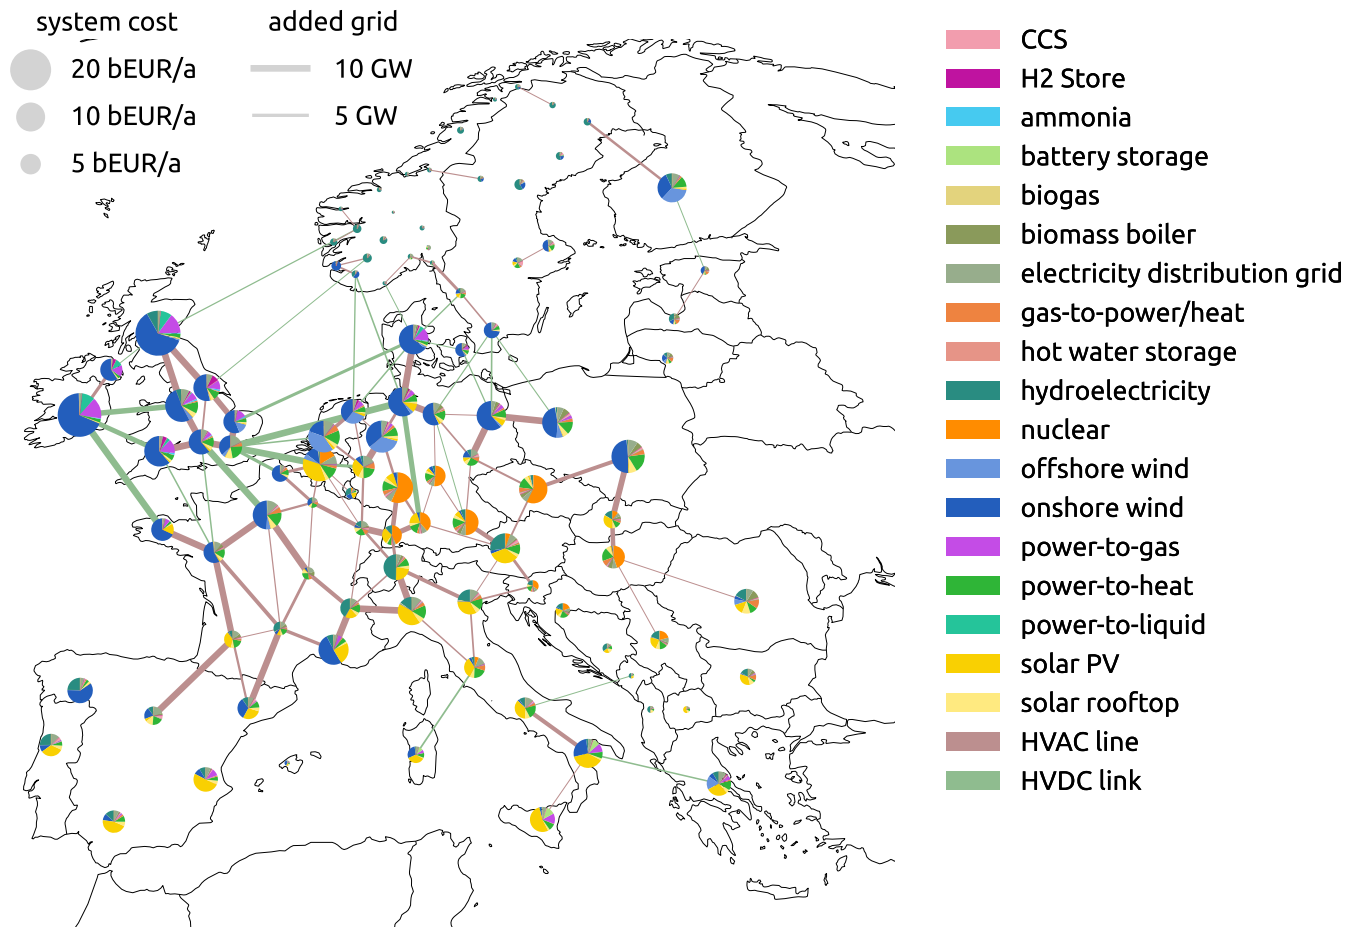 system cost
added grid
20 bEUR/a
10 GW
10 bEUR/a
5 GW
5 bEUR/a
CCS
H2 Store
ammonia
battery storage
biogas
biomass boiler
electricity distribution grid
gas-to-power/heat
hot water storage
hydroelectricity
nuclear
offshore wind
onshore wind
power-to-gas
power-to-heat
power-to-liquid
solar PV
solar rooftop
HVAC line
HVDC link